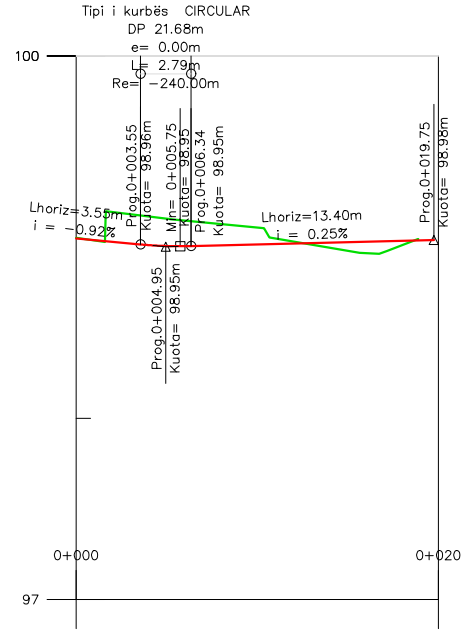 Tipi i kurbës CIRCULAR
DP 21.68m
e= 0.00m
L= 2.79m
Re= -240.00m
100
Prog.0+003.55
Kuota= 98.96m
Min= 0+005.75
Kuota= 98.95
Prog.0+006.34
Kuota= 98.95m
Prog.0+019.75
Kuota= 98.98m
Lhoriz=3.55m
i = -0.92%
Lhoriz=13.40m
i = 0.25%
Prog.0+004.95
Kuota= 98.95m
0+000
0+020
97